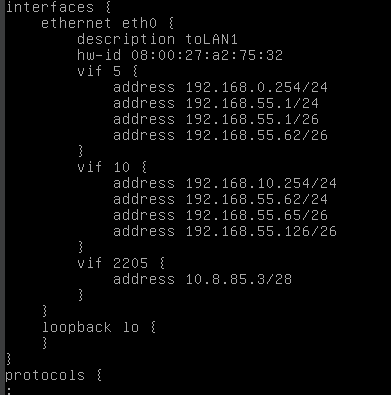 interfaces {
    ethernet eth0 {
        description toLAN1
        hw-id 08:00:27:a2:75:32
        vif 5 {
            address 192.168.0.254/24
            address 192.168.55.1/24
            address 192.168.55.1/26
            address 192.168.55.62/26
        }
        vif 10 {
            address 192.168.10.254/24
            address 192.168.55.62/24
            address 192.168.55.65/26
            address 192.168.55.126/26
        }
        vif 2205 {
            address 10.8.85.3/28
        }
    }
    loopback lo {
    }
}
protocols {
: